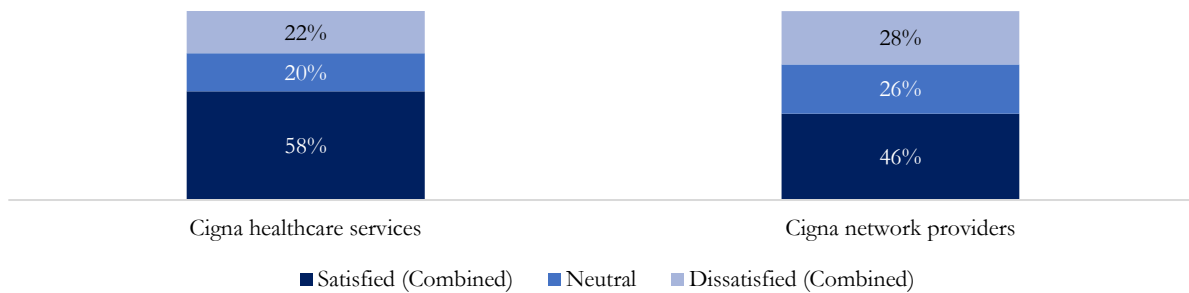 22%
28%
20%
26%
58%
46%
Cigna healthcare services
Cigna network providers
Satisfied (Combined)
Neutral
Dissatisfied (Combined)